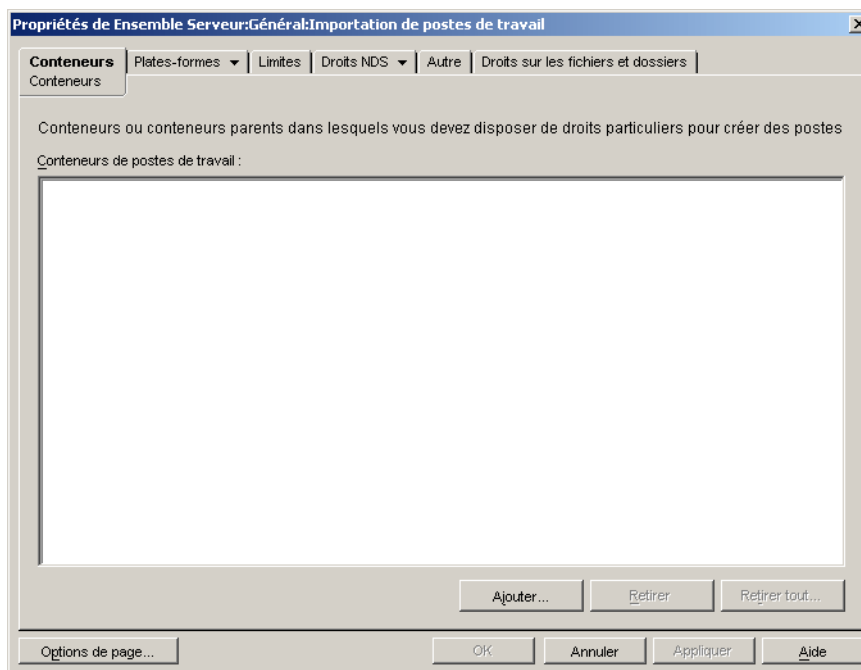 Propriétés de Ensemble Serveur:Général:Importation de postes de travail
Conteneurs Plates-formes Limites Droits NDS Autre Droits sur les fichiers et dossiers
Conteneurs
Conteneurs ou conteneurs parents dans lesquels vous devez disposer de droits particuliers pour créer des postes
Conteneurs de postes de travail :
Ajouter... Retirer Retirer tout...
Options de page... OK Annuler Appliquer Aide